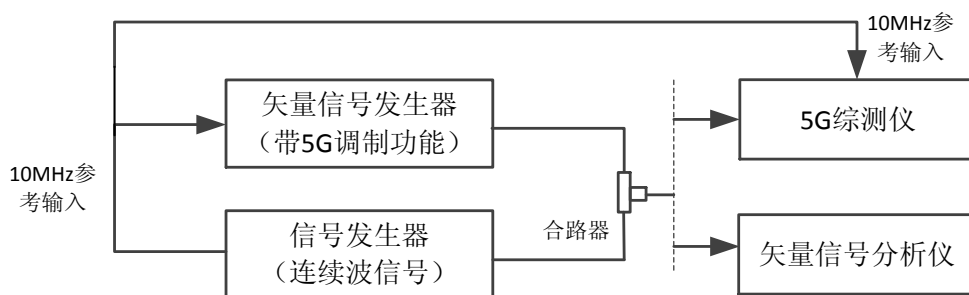 10MHz参
考输入
矢量信号发生器
（带5G调制功能）
5G综测仪
10MHz参
考输入
信号发生器
（连续波信号）
合路器
矢量信号分析仪